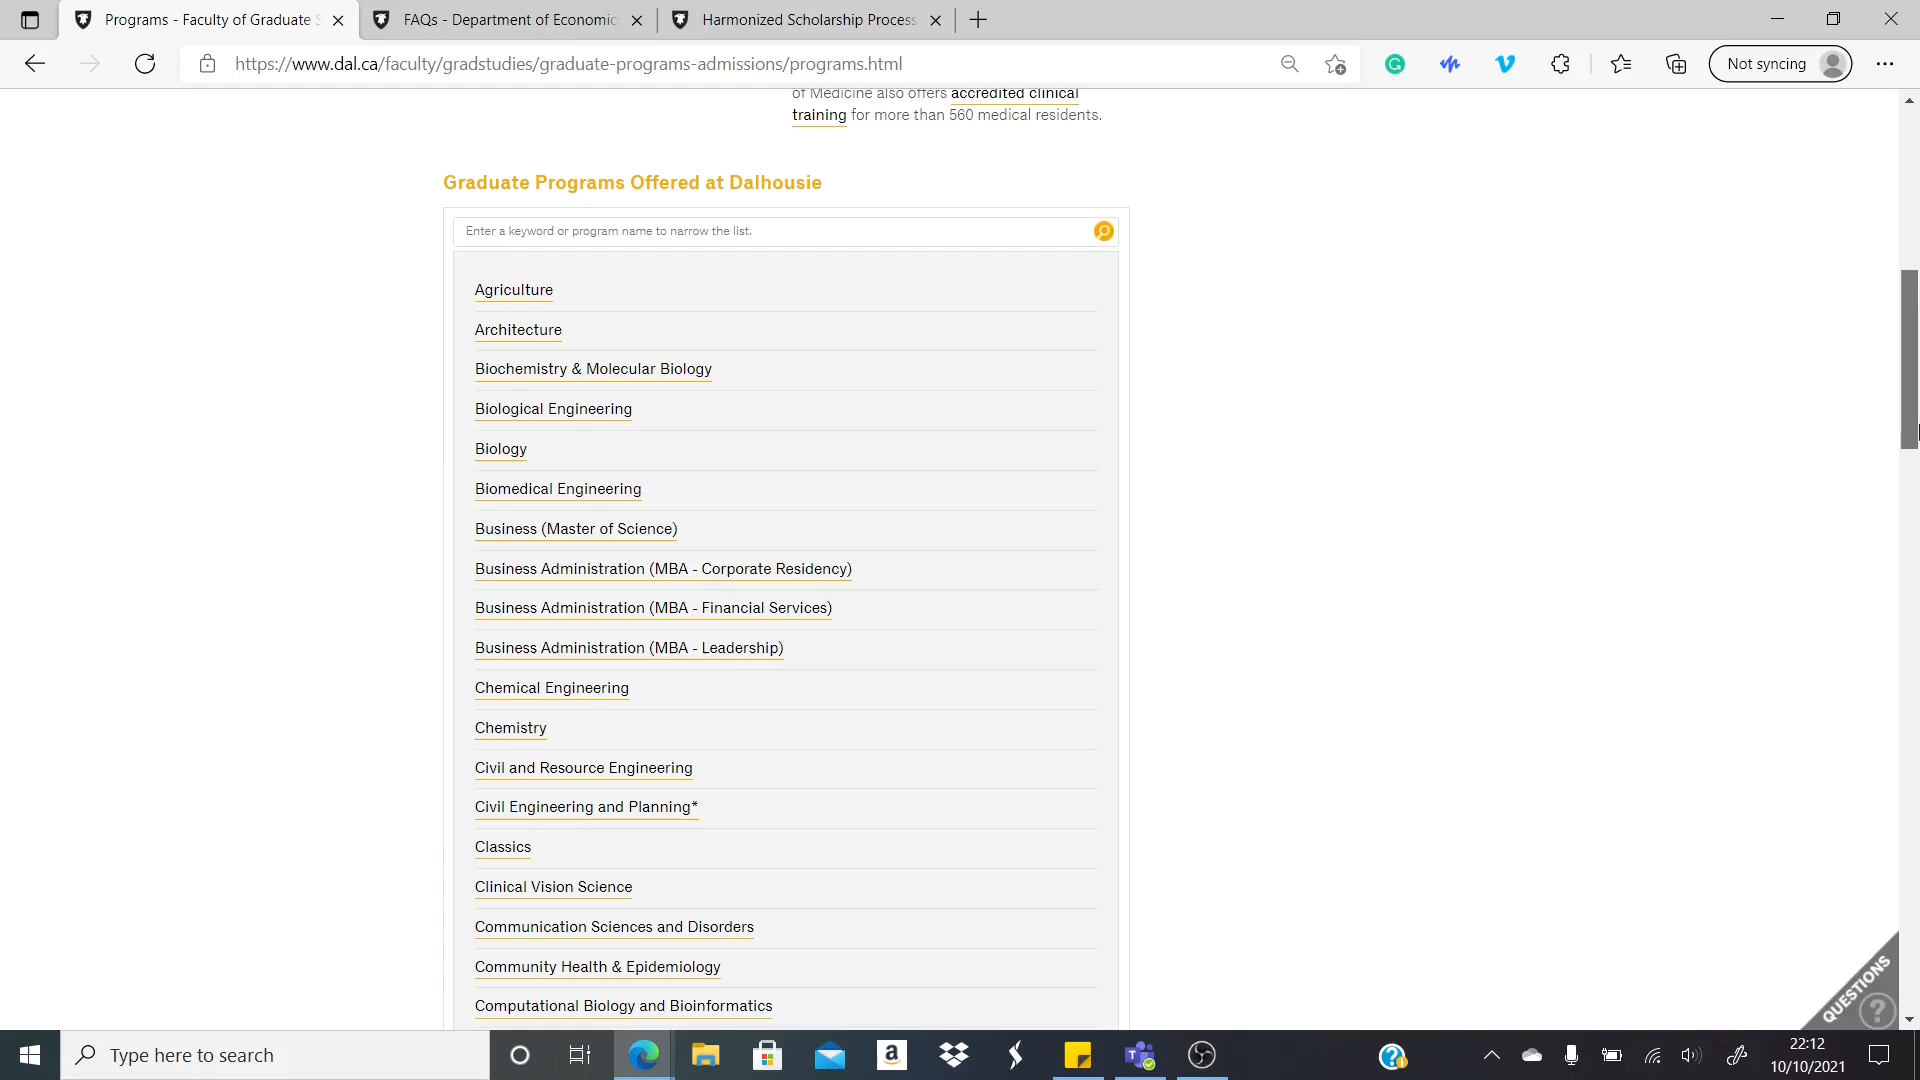 Programs - Faculty of Graduate S
FAQs - Department of Economic
Harmonized Scholarship Process
https://www.dal.ca/faculty/gradstudies/graduate-programs-admissions/programs.html
Not syncing
of Medicine also offers accredited clinical
training for more than 560 medical residents.
Graduate Programs Offered at Dalhousie
Enter a keyword or program name to narrow the list.
Agriculture
Architecture
Biochemistry & Molecular Biology
Biological Engineering
Biology
Biomedical Engineering
Business (Master of Science)
Business Administration (MBA - Corporate Residency)
Business Administration (MBA - Financial Services)
Business Administration (MBA - Leadership)
Chemical Engineering
Chemistry
Civil and Resource Engineering
Civil Engineering and Planning*
Classics
Clinical Vision Science
Communication Sciences and Disorders
Community Health & Epidemiology
Computational Biology and Bioinformatics
QUESTIONS
?
Type here to search
22:12
10/10/2021